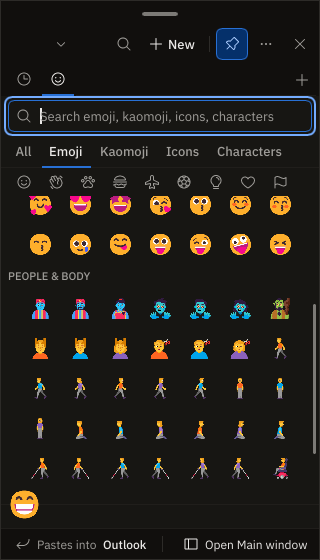 New
Search emoji, kaomoji, icons, characters
All Emoji Kaomoji Icons Characters
PEOPLE & BODY
Pastes into Outlook Open Main window